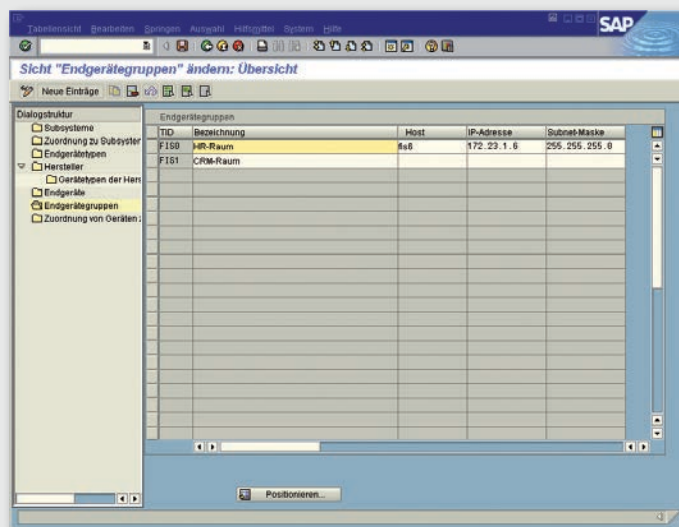 Tabellensicht Bearbeiten Springen Auswahl Hilfsmittel System Hilfe
SAP
Sicht "Endgerätegruppen" ändern: Übersicht
Neue Einträge
Dialogstruktur
Subsysteme
Zuordnung zu Subsyster
Endgerätetypen
Hersteller
Gerätetypen der Hers
Endgeräte
Endgerätegruppen
Zuordnung von Geräten z
Endgerätegruppen
TID Bezeichnung Host IP-Adresse Subnet-Maske
FIS0 HR-Raum fis8 172.23.1.6 255.255.255.0
FIS1 CRM-Raum
Positionieren...